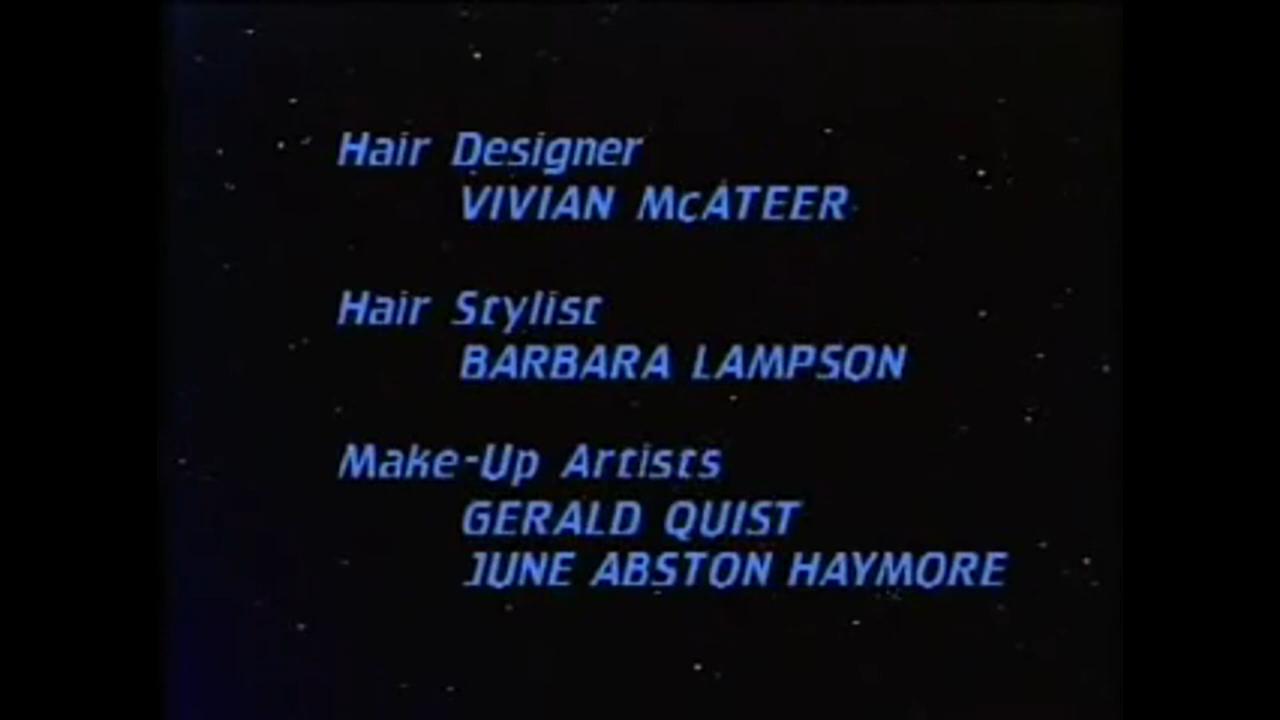 Hair Designer
VIVIAN McATEER
Hair Stylist
BARBARA LAMPSON
Make-Up Artists
GERALD QUIST
JUNE ABSTON HAYMORE